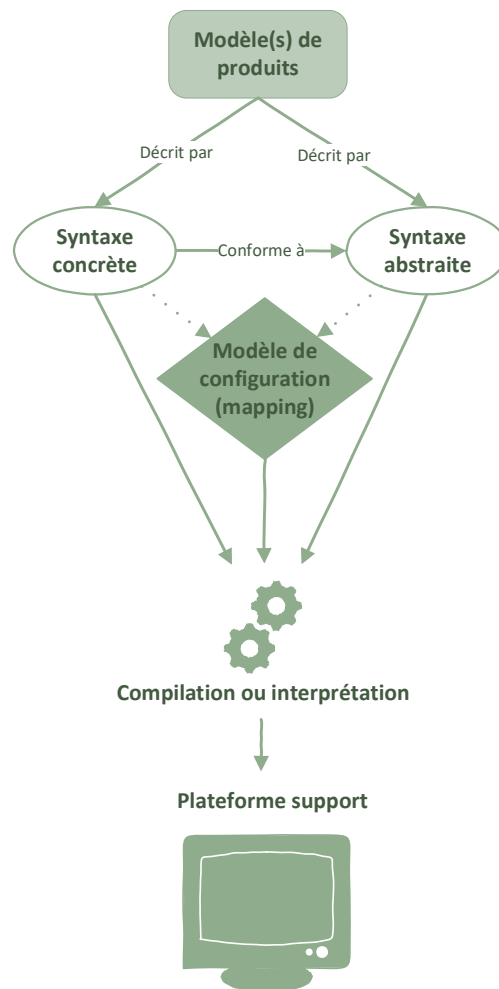 Modèle(s) de
produits
Décrit par
Décrit par
Syntaxe
concrète
Conforme à
Syntaxe
abstraite
Modèle de
configuration
(mapping)
Compilation ou interprétation
Plateforme support